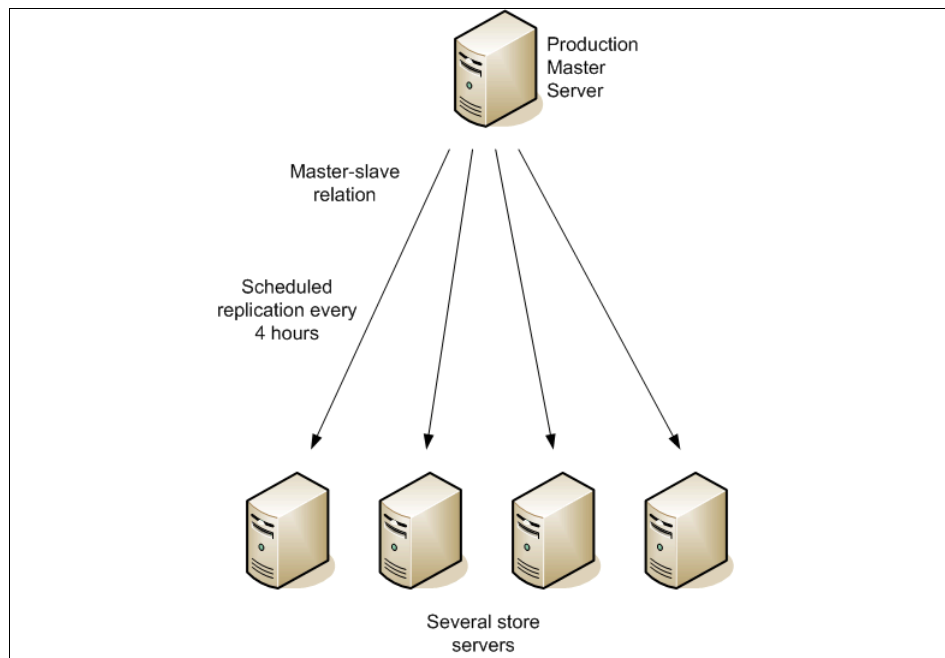 Production
Master
Server
Master-slave
relation
Scheduled
replication every
4 hours
Several store
servers